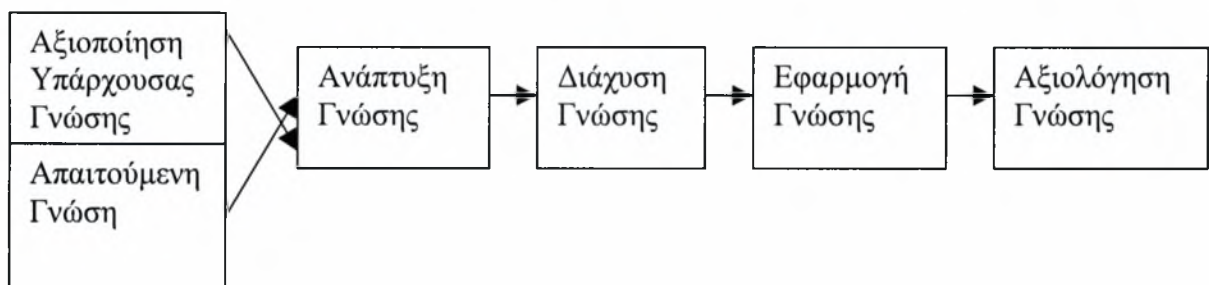 Αξιοποίηση
Υπάρχουσας
Γνώσης
Απαιτούμενη
Γνώση
Ανάπτυξη
Γνώσης
Διάχυση
Γνώσης
Εφαρμογή
Γνώσης
Αξιολόγηση
Γνώσης